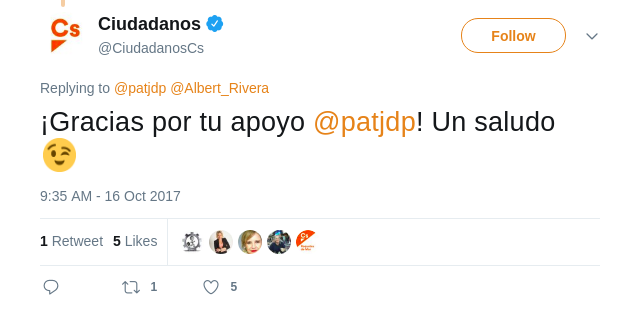 Cs
Ciudadanos
@CiudadanosCs
Follow
Replying to @patjdp @Albert_Rivera
¡Gracias por tu apoyo @patjdp! Un saludo
😉
9:35 AM - 16 Oct 2017
1 Retweet 5 Likes
1 5